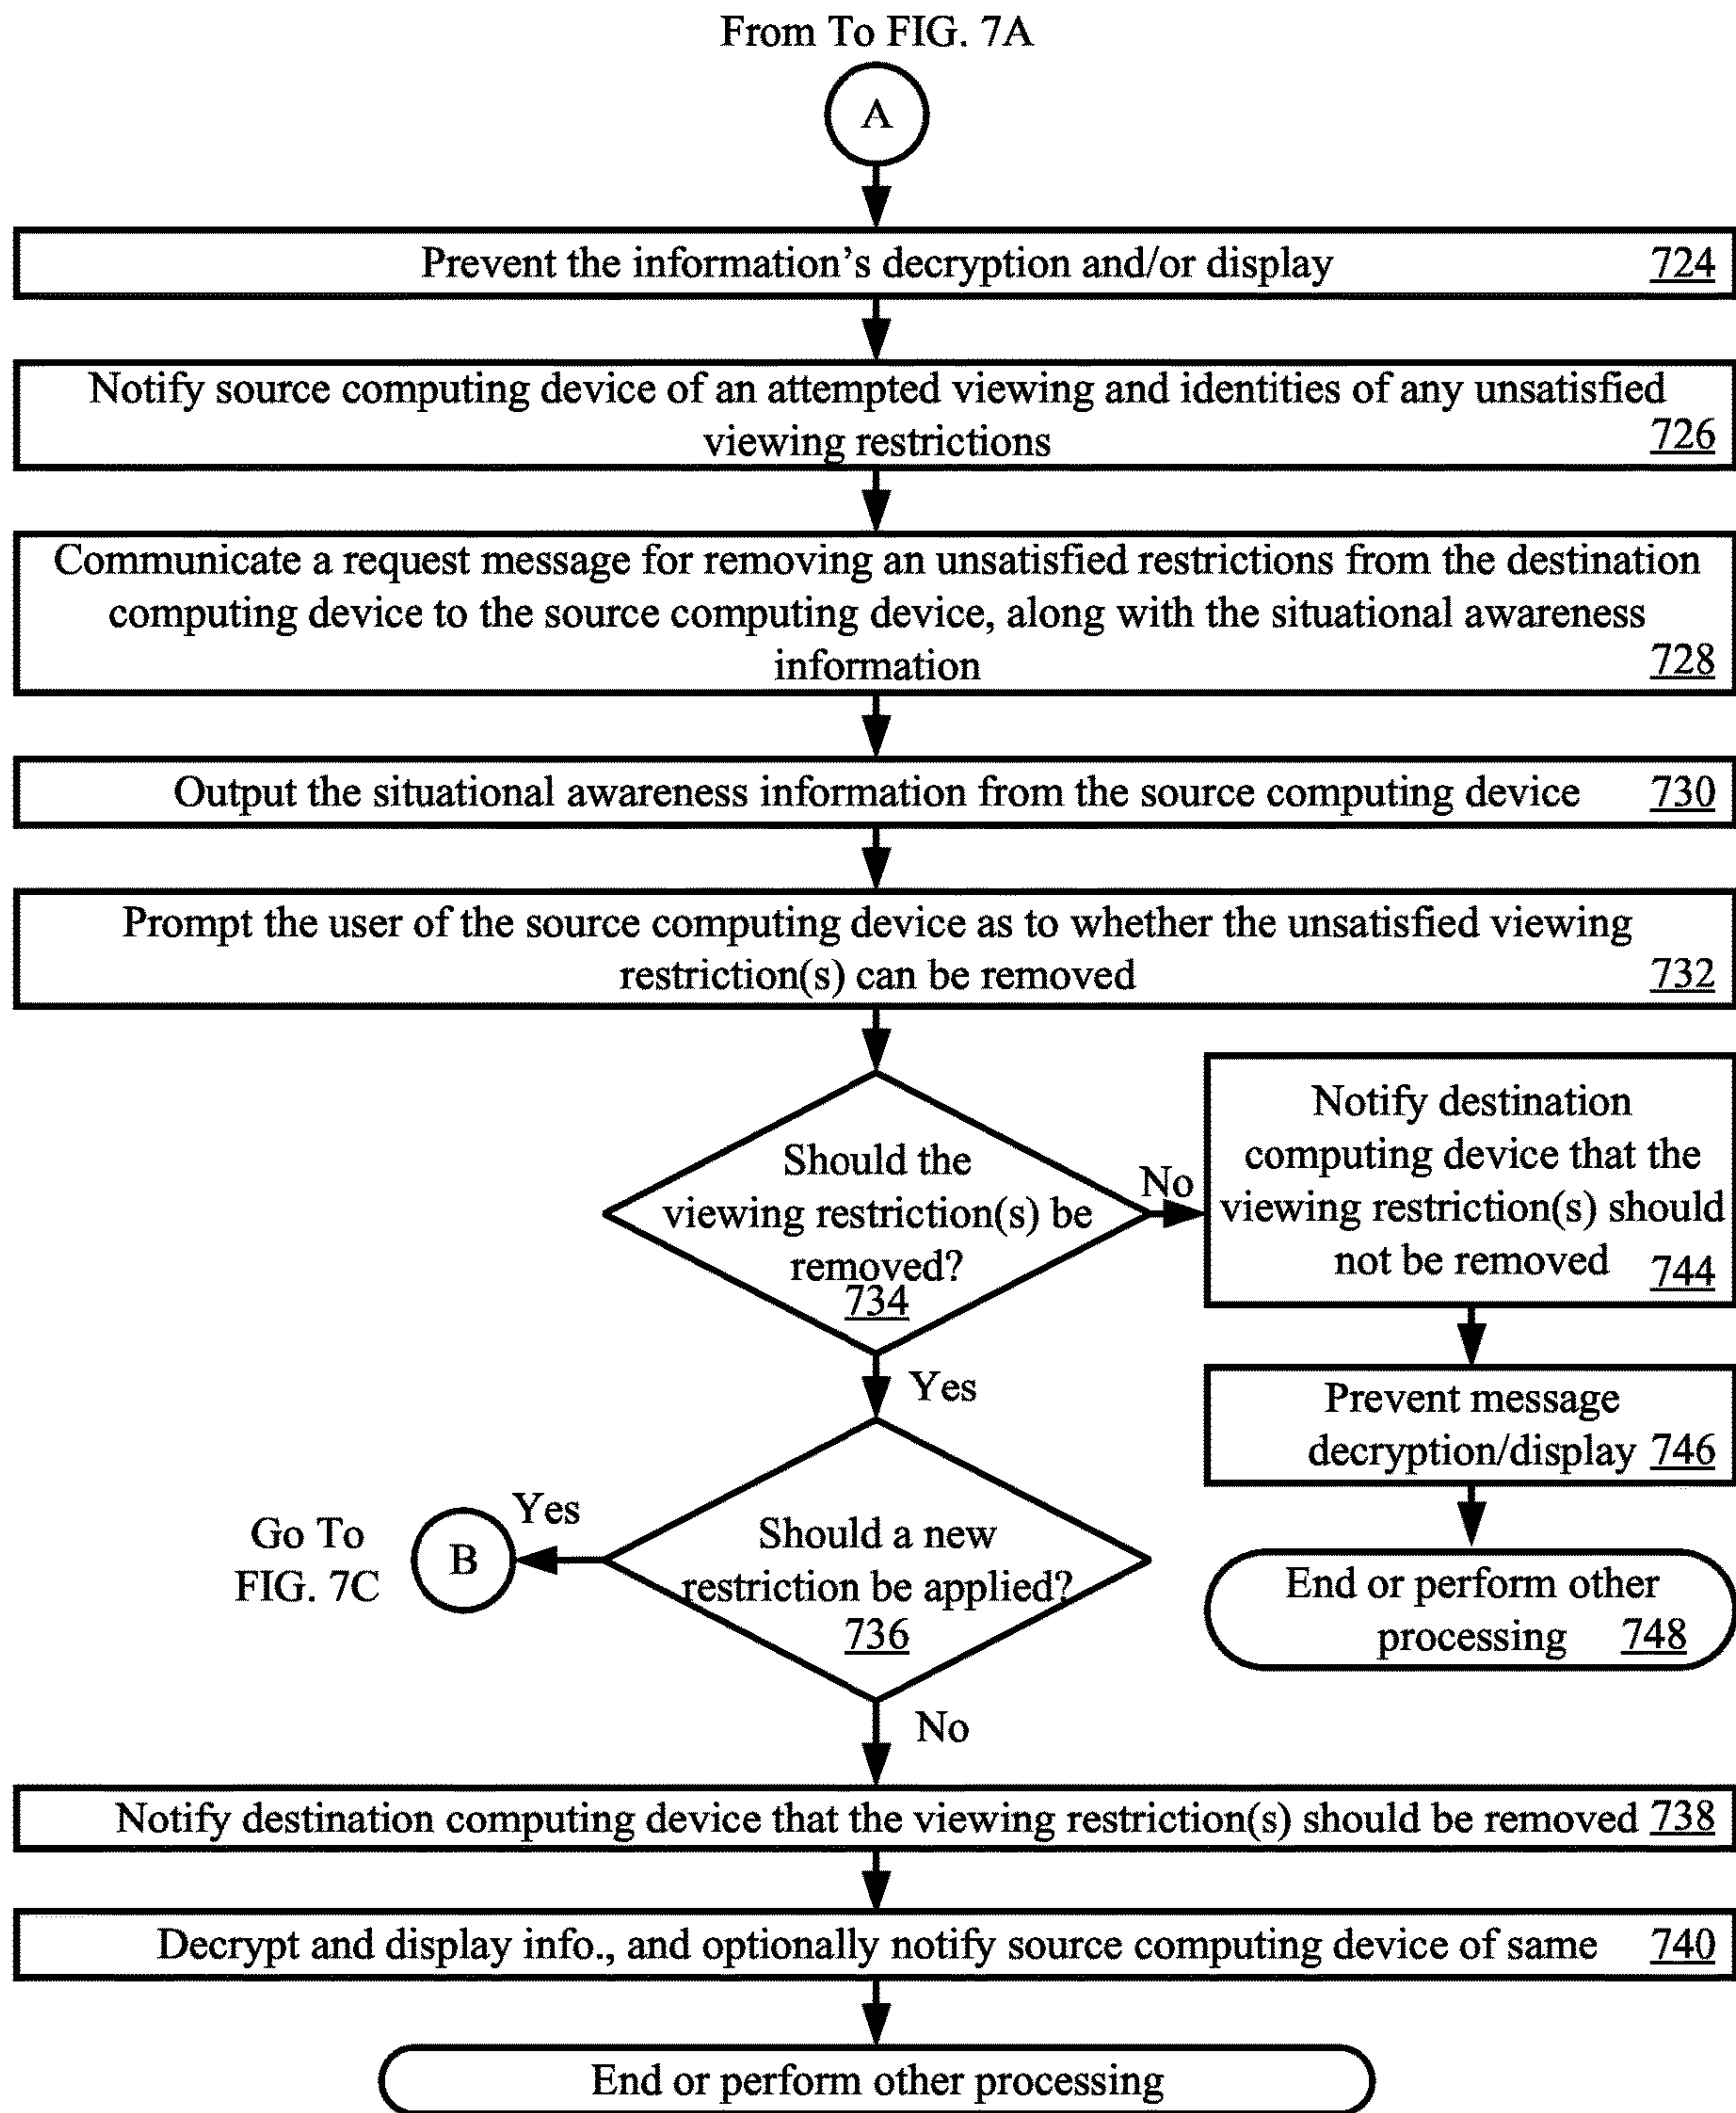 From To FIG. 7A
A
Prevent the information's decryption and/or display 724
Notify source computing device of an attempted viewing and identities of any unsatisfied
viewing restrictions 726
Communicate a request message for removing an unsatisfied restrictions from the destination
computing device to the source computing device, along with the situational awareness
information 728
Output the situational awareness information from the source computing device 730
Prompt the user of the source computing device as to whether the unsatisfied viewing
restriction(s) can be removed 732
Should the
viewing restriction(s) be
removed?
734
No
Notify destination
computing device that the
viewing restriction(s) should
not be removed 744
Yes
Prevent message
decryption/display 746
End or perform other
processing 748
Should a new
restriction be applied?
736
Yes
B
Go To
FIG. 7C
No
Notify destination computing device that the viewing restriction(s) should be removed 738
Decrypt and display info., and optionally notify source computing device of same 740
End or perform other processing